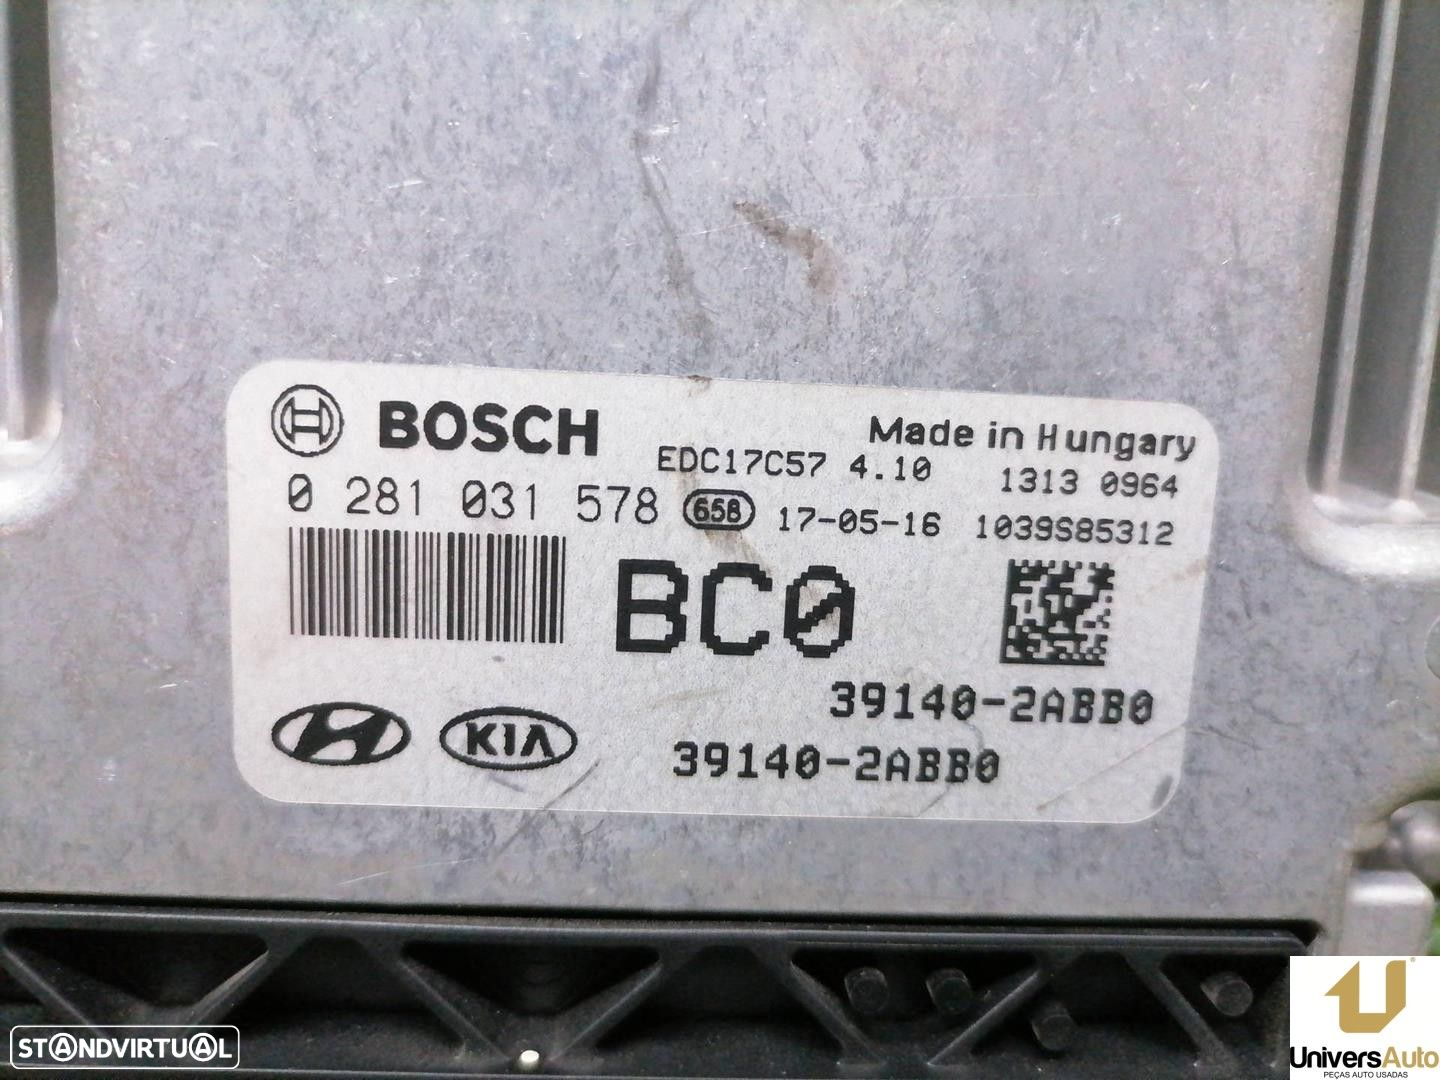 BOSCH
Made in Hungary
EDC17C57 4.10
1313 0964
0 281 031 578
658
17-05-16
1039S85312
BC0
39140-2ABB0
KIA
39140-2ABB0
STANDVIRTUAL
UniversAuto
PEÇAS AUTO USADAS